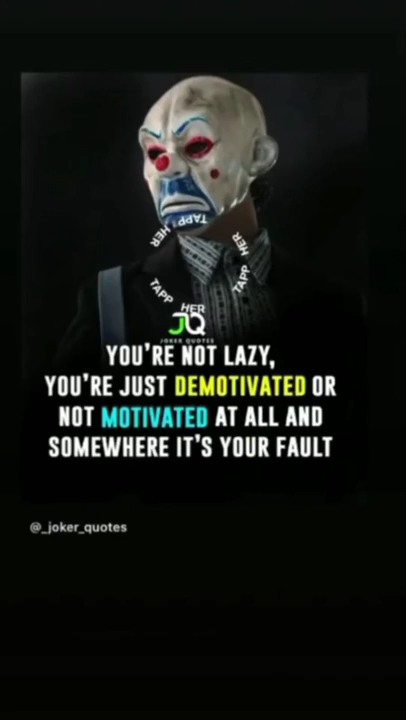 TAPP HER TAPP HER TAPP HER
JQ
JOKER QUOTES
YOU'RE NOT LAZY,
YOU'RE JUST DEMOTIVATED OR
NOT MOTIVATED AT ALL AND
SOMEWHERE IT'S YOUR FAULT
@_joker_quotes